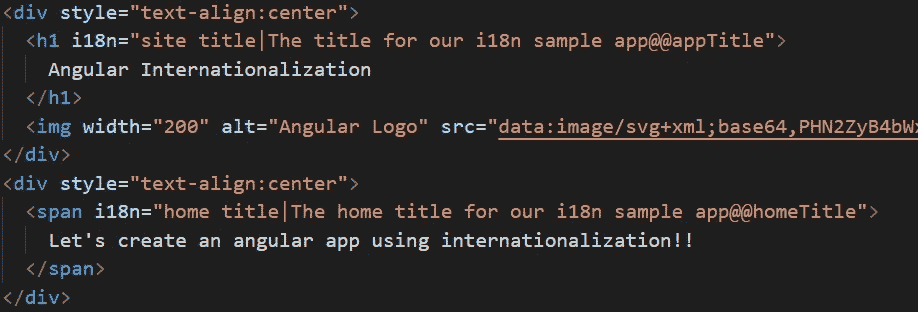 <div style="text-align:center">
  <h1 i18n="site title|The title for our i18n sample app@@appTitle">
    Angular Internationalization
  </h1>
  <img width="200" alt="Angular Logo" src="data:image/svg+xml;base64,PHN2ZyB4bWx
</div>
<div style="text-align:center">
  <span i18n="home title|The home title for our i18n sample app@@homeTitle">
    Let's create an angular app using internationalization!!
  </span>
</div>